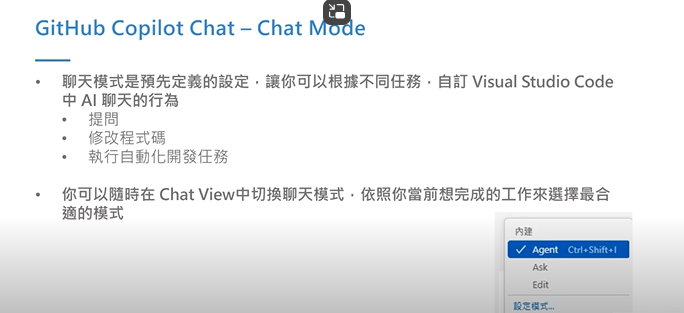 GitHub Copilot Chat – Chat Mode
• 聊天模式是預先定義的設定，讓你可以根據不同任務，自訂 Visual Studio Code
中 AI 聊天的行為
• 提問
• 修改程式碼
• 執行自動化開發任務
• 你可以隨時在 Chat View中切換聊天模式，依照你當前想完成的工作來選擇最合
適的模式
內建
✓ Agent Ctrl+Shift+I
Ask
Edit
設定模式...